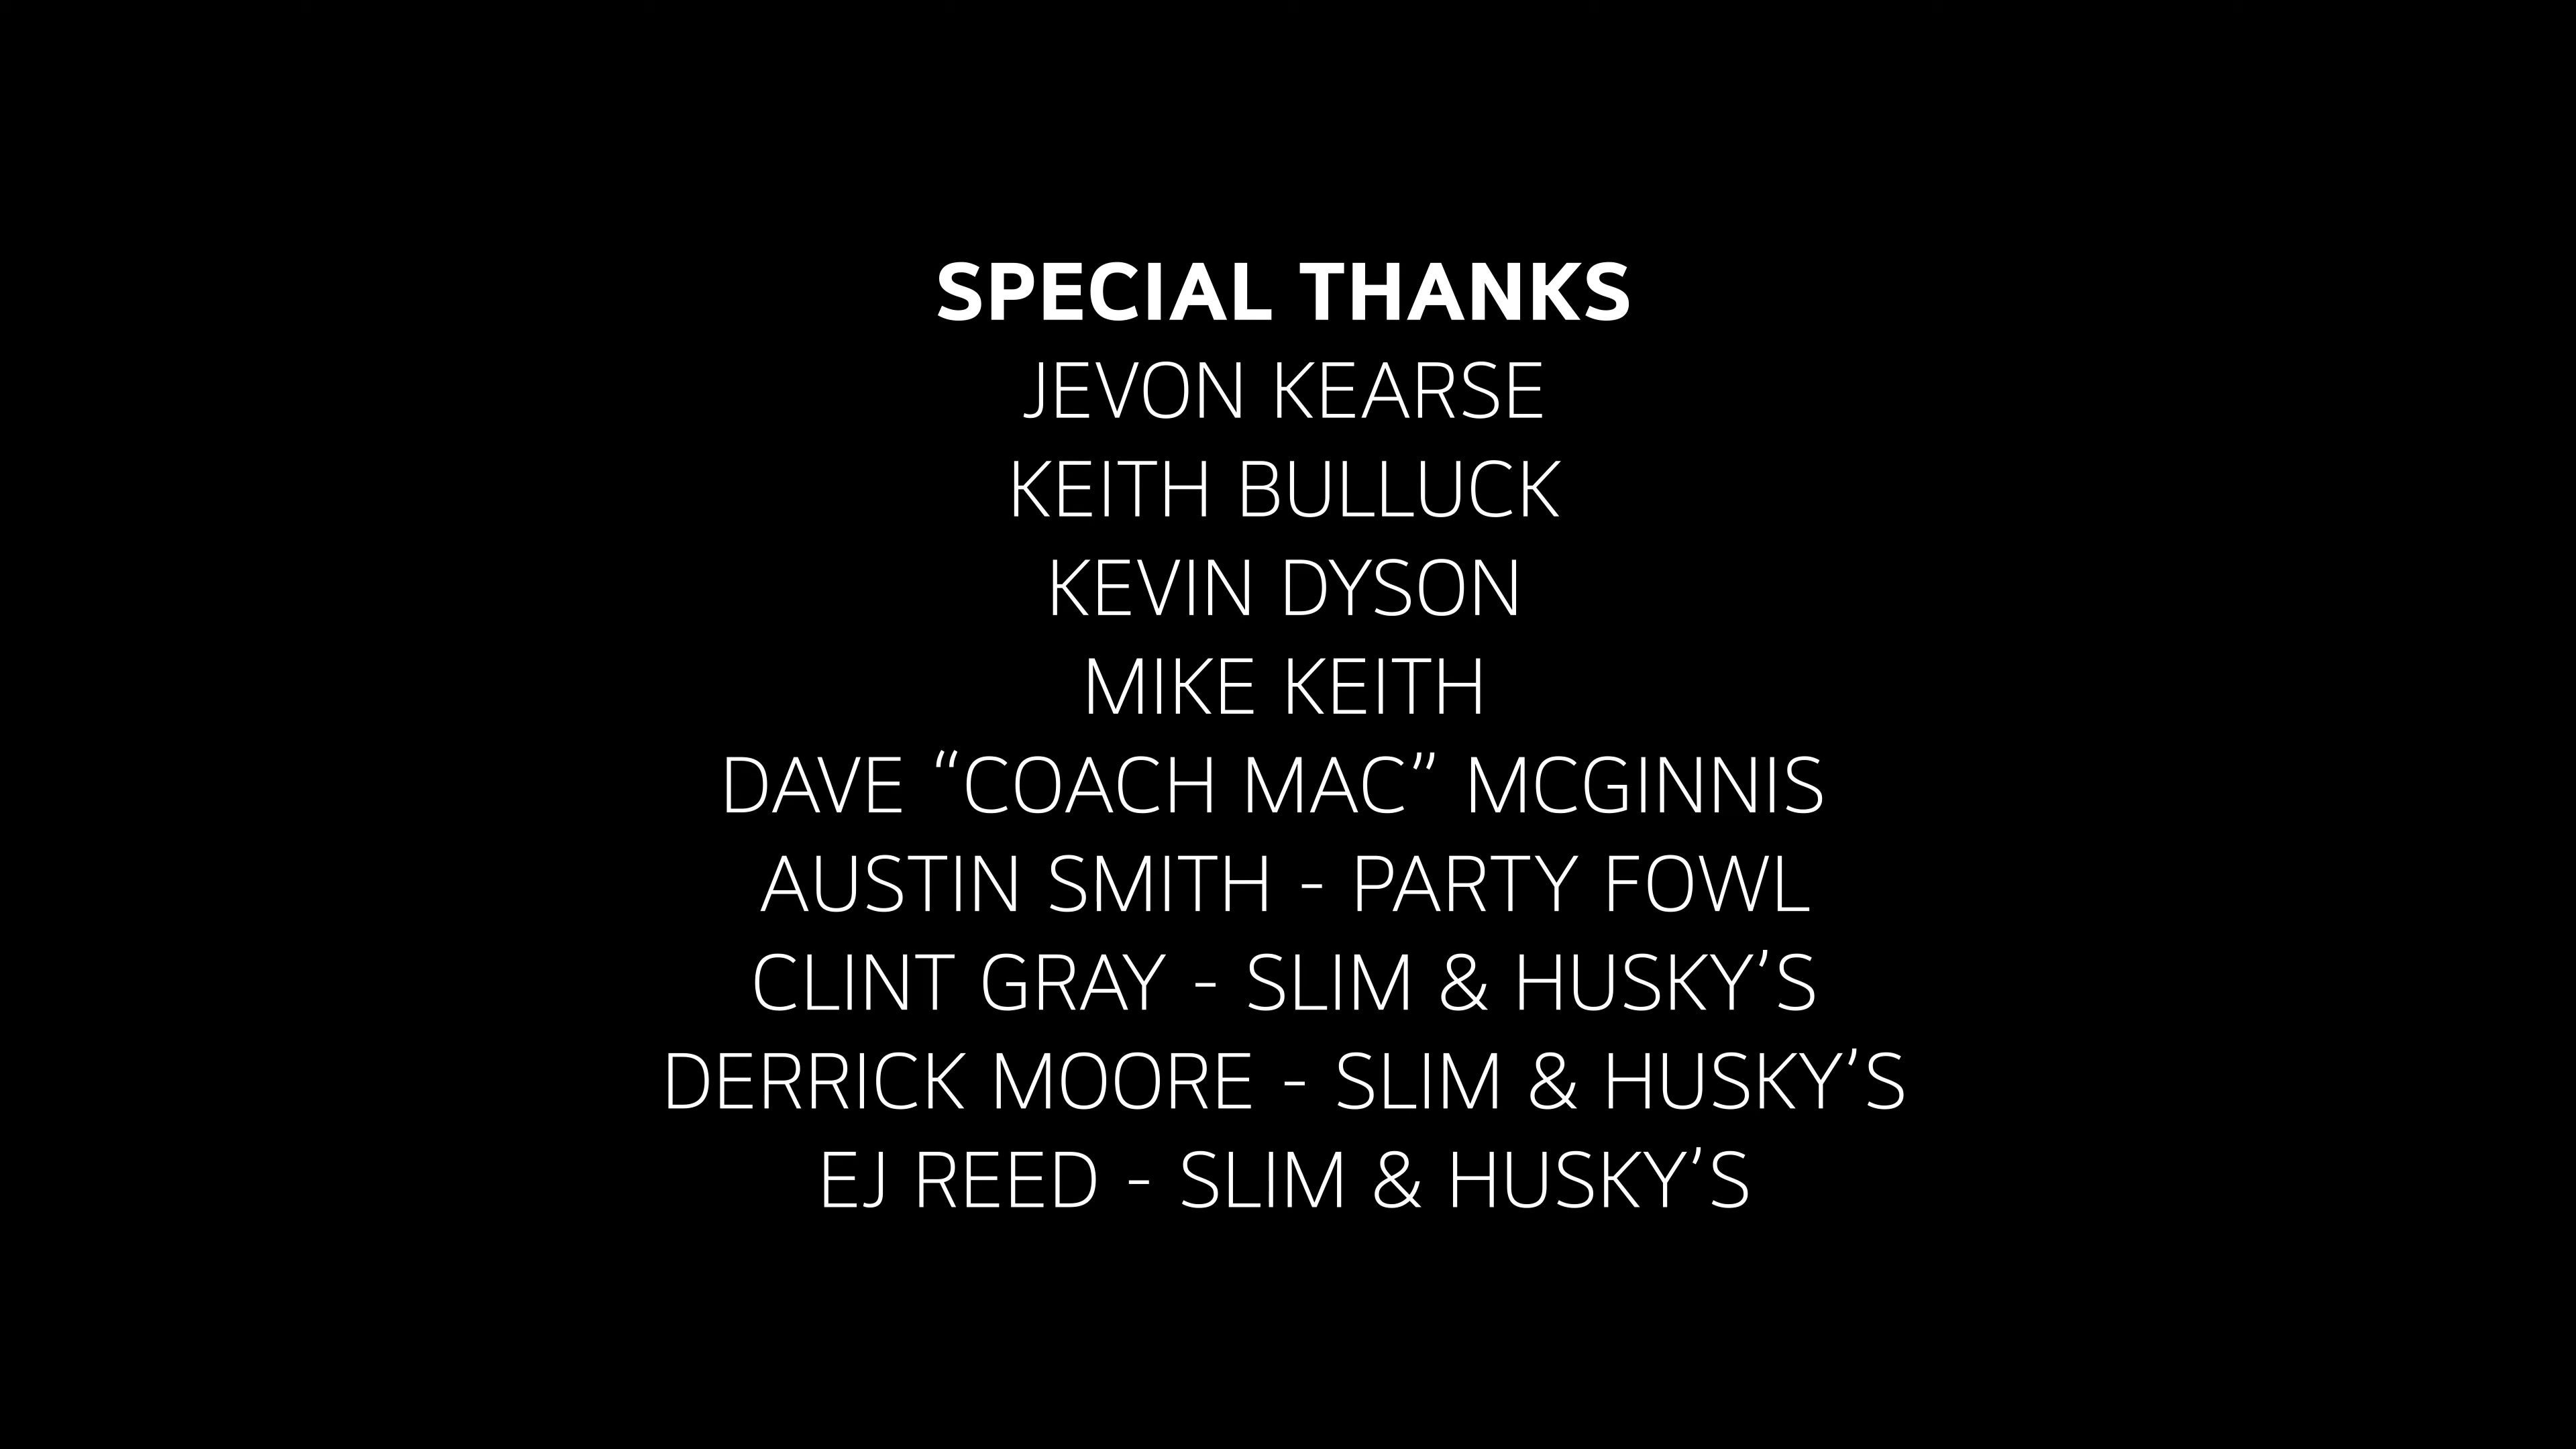 SPECIAL THANKS
JEVON KEARSE
KEITH BULLUCK
KEVIN DYSON
MIKE KEITH
DAVE “COACH MAC” MCGINNIS
AUSTIN SMITH - PARTY FOWL
CLINT GRAY - SLIM & HUSKY’S
DERRICK MOORE - SLIM & HUSKY’S
EJ REED - SLIM & HUSKY’S